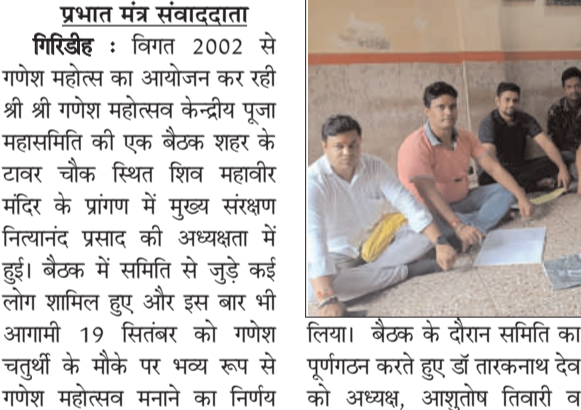 प्रभात मंत्र संवाददाता
गिरिडीह : विगत 2002 से
गणेश महोत्स का आयोजन कर रही
श्री श्री गणेश महोत्सव केन्द्रीय पूजा
महासमिति की एक बैठक शहर के
टावर चौक स्थित शिव महावीर
मंदिर के प्रांगण में मुख्य संरक्षण
नित्यानंद प्रसाद की अध्यक्षता में
हुई। बैठक में समिति से जुड़े कई
लोग शामिल हुए और इस बार भी
आगामी 19 सितंबर को गणेश
चतुर्थी के मौके पर भव्य रूप से
गणेश महोत्सव मनाने का निर्णय
लिया। बैठक के दौरान समिति का
पूर्णगठन करते हुए डॉ तारकनाथ देव
को अध्यक्ष, आशुतोष तिवारी व